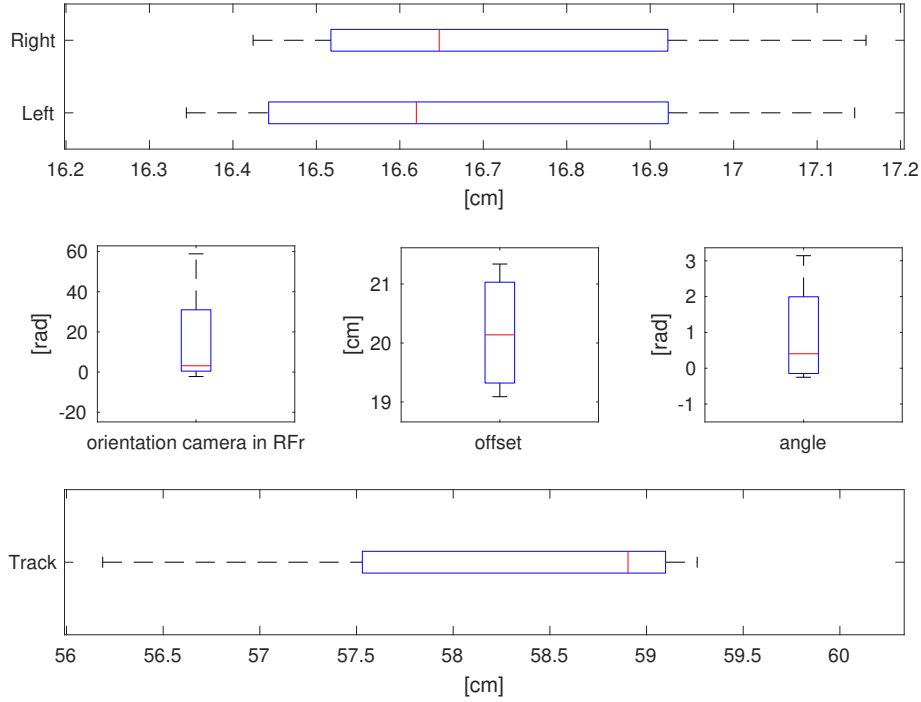 Right
Left
16.2 16.3 16.4 16.5 16.6 16.7 16.8 16.9 17 17.1 17.2
[cm]
60
40
20
0
-20
[rad]
orientation camera in RFr
21
20
19
[cm]
offset
3
2
1
0
-1
[rad]
angle
Track
56 56.5 57 57.5 58 58.5 59 59.5 60
[cm]